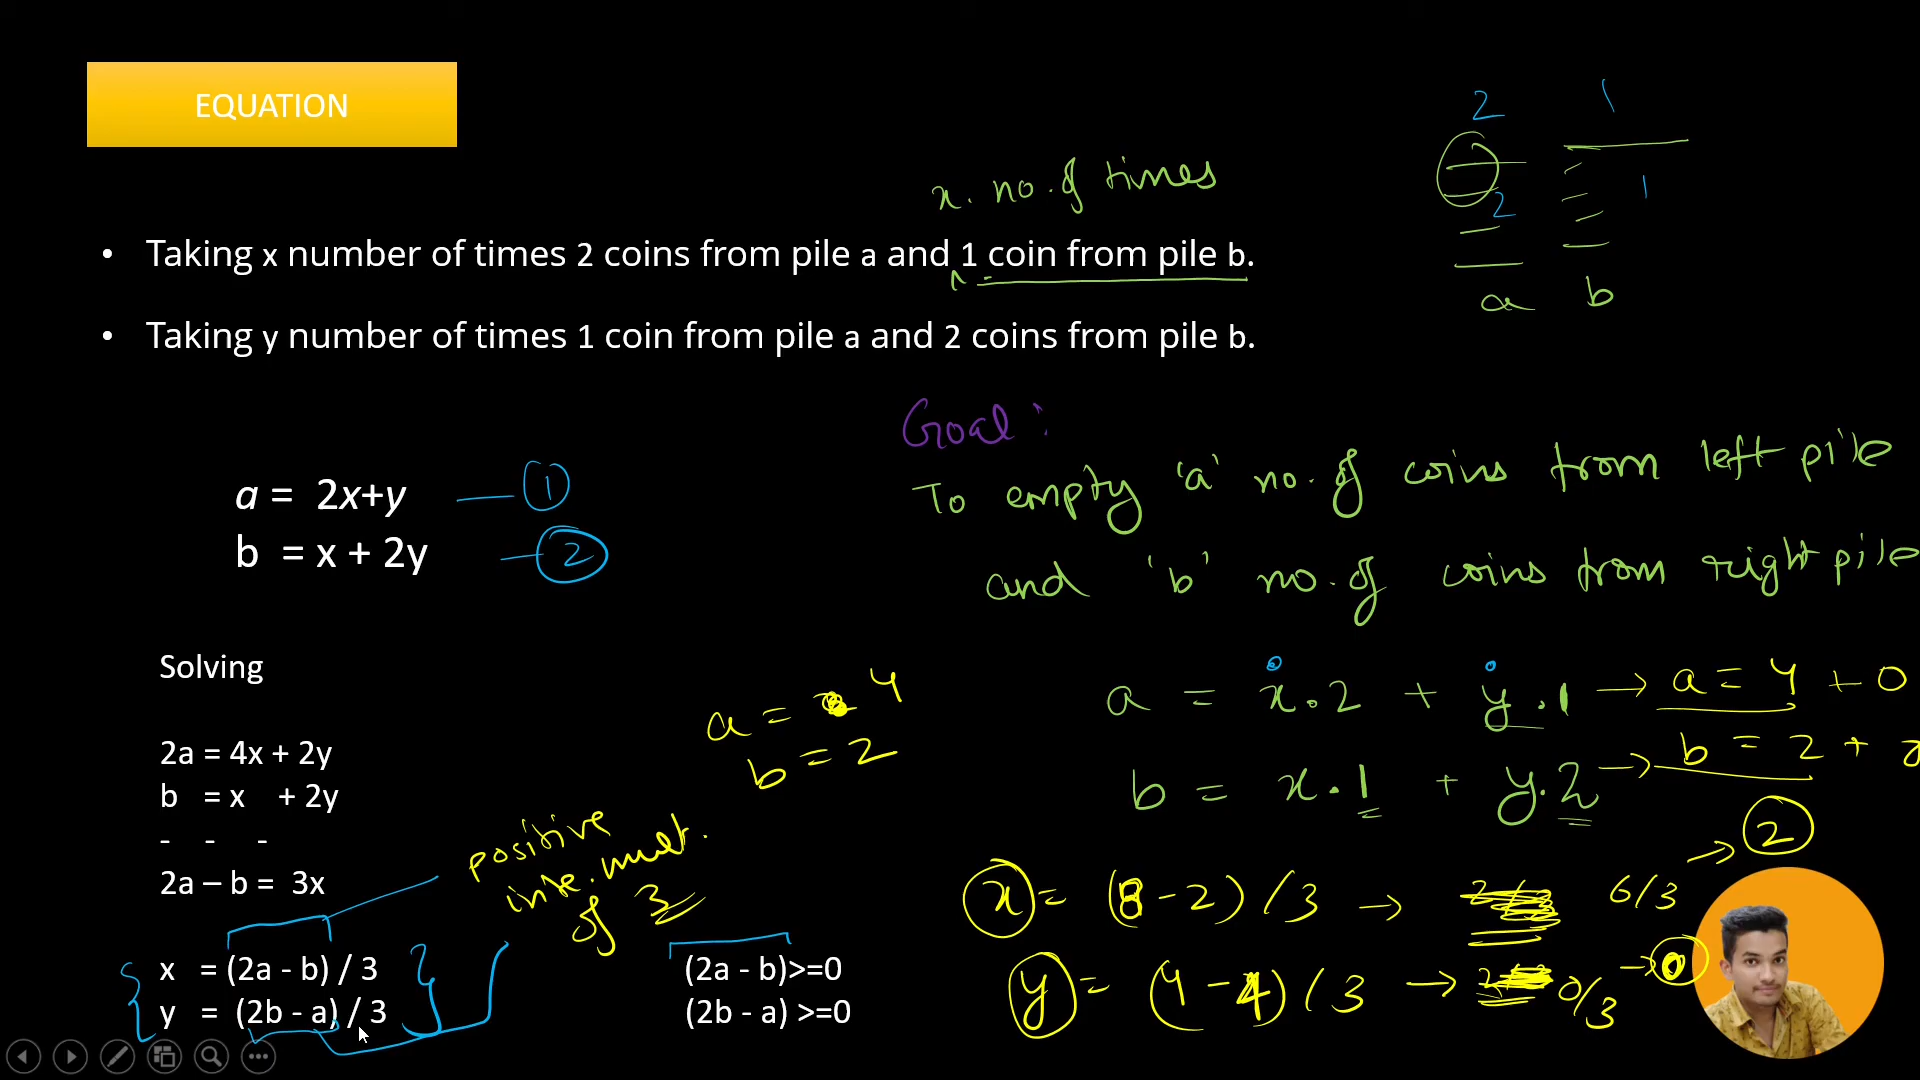 EQUATION
2 1
x. no. of times
2 1
• Taking x number of times 2 coins from pile a and 1 coin from pile b.
a b
• Taking y number of times 1 coin from pile a and 2 coins from pile b.
Goal:
To empty 'a' no. of coins from left pile
and 'b' no. of coins from right pile
a = 2x+y — 1
b = x + 2y — 2
Solving
a = 4
b = 2
a = x.2 + y.1 → a = 4 + 0
b = x.1 + y.2 → b = 2 +
2a = 4x + 2y
b = x + 2y
- - -
2a – b = 3x
positive
inte. mult.
of 3
x = (8 - 2) / 3 → 6/3 → 2
y = (4 - 4) / 3 → 0/3 → 0
x = (2a - b) / 3
y = (2b - a) / 3
(2a - b)>=0
(2b - a) >=0